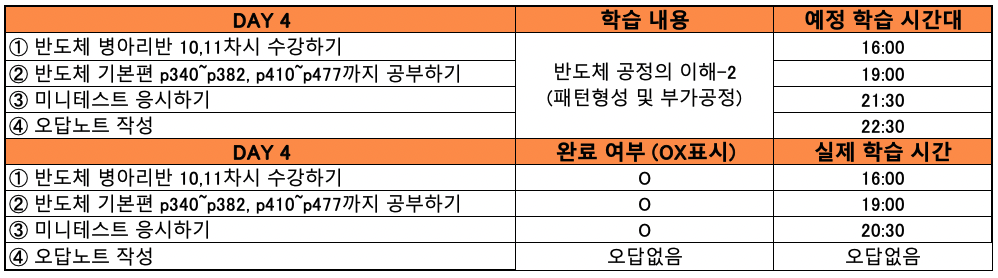 DAY 4 학습 내용 예정 학습 시간대
① 반도체 병아리반 10,11차시 수강하기 16:00
② 반도체 기본편 p340~p382, p410~p477까지 공부하기 반도체 공정의 이해-2 19:00
③ 미니테스트 응시하기 (패턴형성 및 부가공정) 21:30
④ 오답노트 작성 22:30
DAY 4 완료 여부 (OX표시) 실제 학습 시간
① 반도체 병아리반 10,11차시 수강하기 O 16:00
② 반도체 기본편 p340~p382, p410~p477까지 공부하기 O 19:00
③ 미니테스트 응시하기 O 20:30
④ 오답노트 작성 오답없음 오답없음